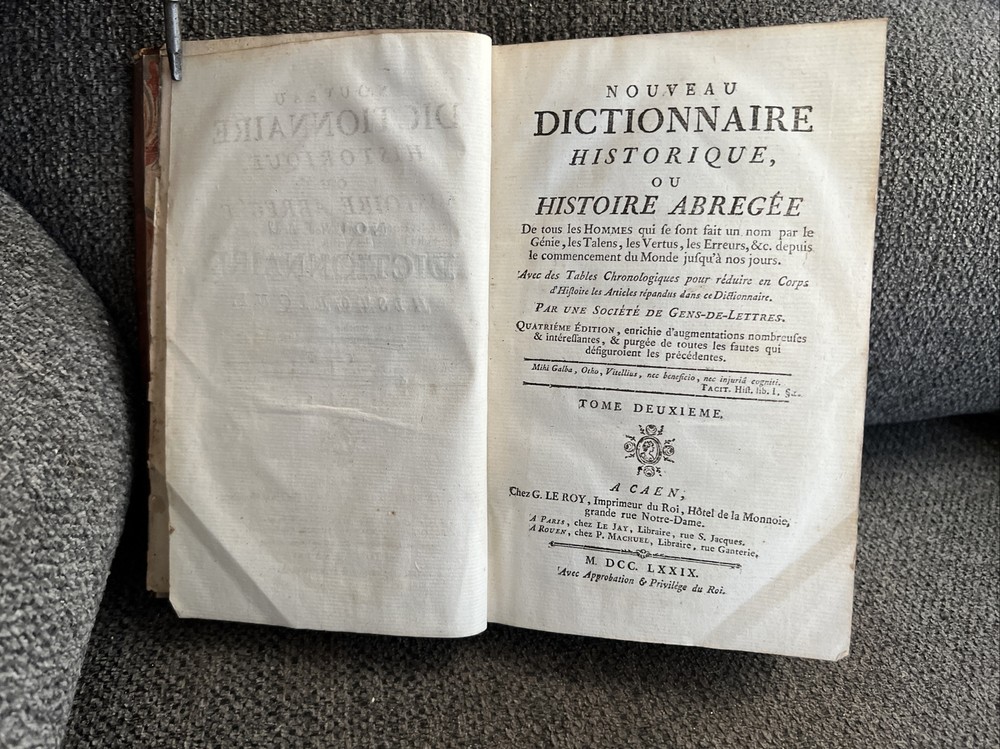 NOUVEAU
DICTIONNAIRE
HISTORIQUE,
OU
HISTOIRE ABREGÉE
De tous les HOMMES qui se sont fait un nom par le
Génie, les Talens, les Vertus, les Erreurs, &c. depuis
le commencement du Monde jusqu'à nos jours.
Avec des Tables Chronologiques pour réduire en Corps
d'Histoire les Articles répandus dans ce Dictionnaire.
PAR UNE SOCIÉTÉ DE GENS-DE-LETTRES.
QUATRIÉME ÉDITION, enrichie d'augmentations nombreuses
& intéressantes, & purgée de toutes les fautes qui
défiguroient les précédentes.
Mihi Galba, Otho, Vitellius, nec beneficio, nec injuriâ cogniti.
TACIT. Hist. lib. I. §.
TOME DEUXIEME.
A CAEN,
Chez G. LE ROY, Imprimeur du Roi, Hôtel de la Monnoie,
grande rue Notre-Dame.
A PARIS, chez LE JAY, Libraire, rue S. Jacques.
A ROUEN, chez P. MACHUEL, Libraire, rue Ganterie,
M. DCC. LXXIX.
Avec Approbation & Privilége du Roi.